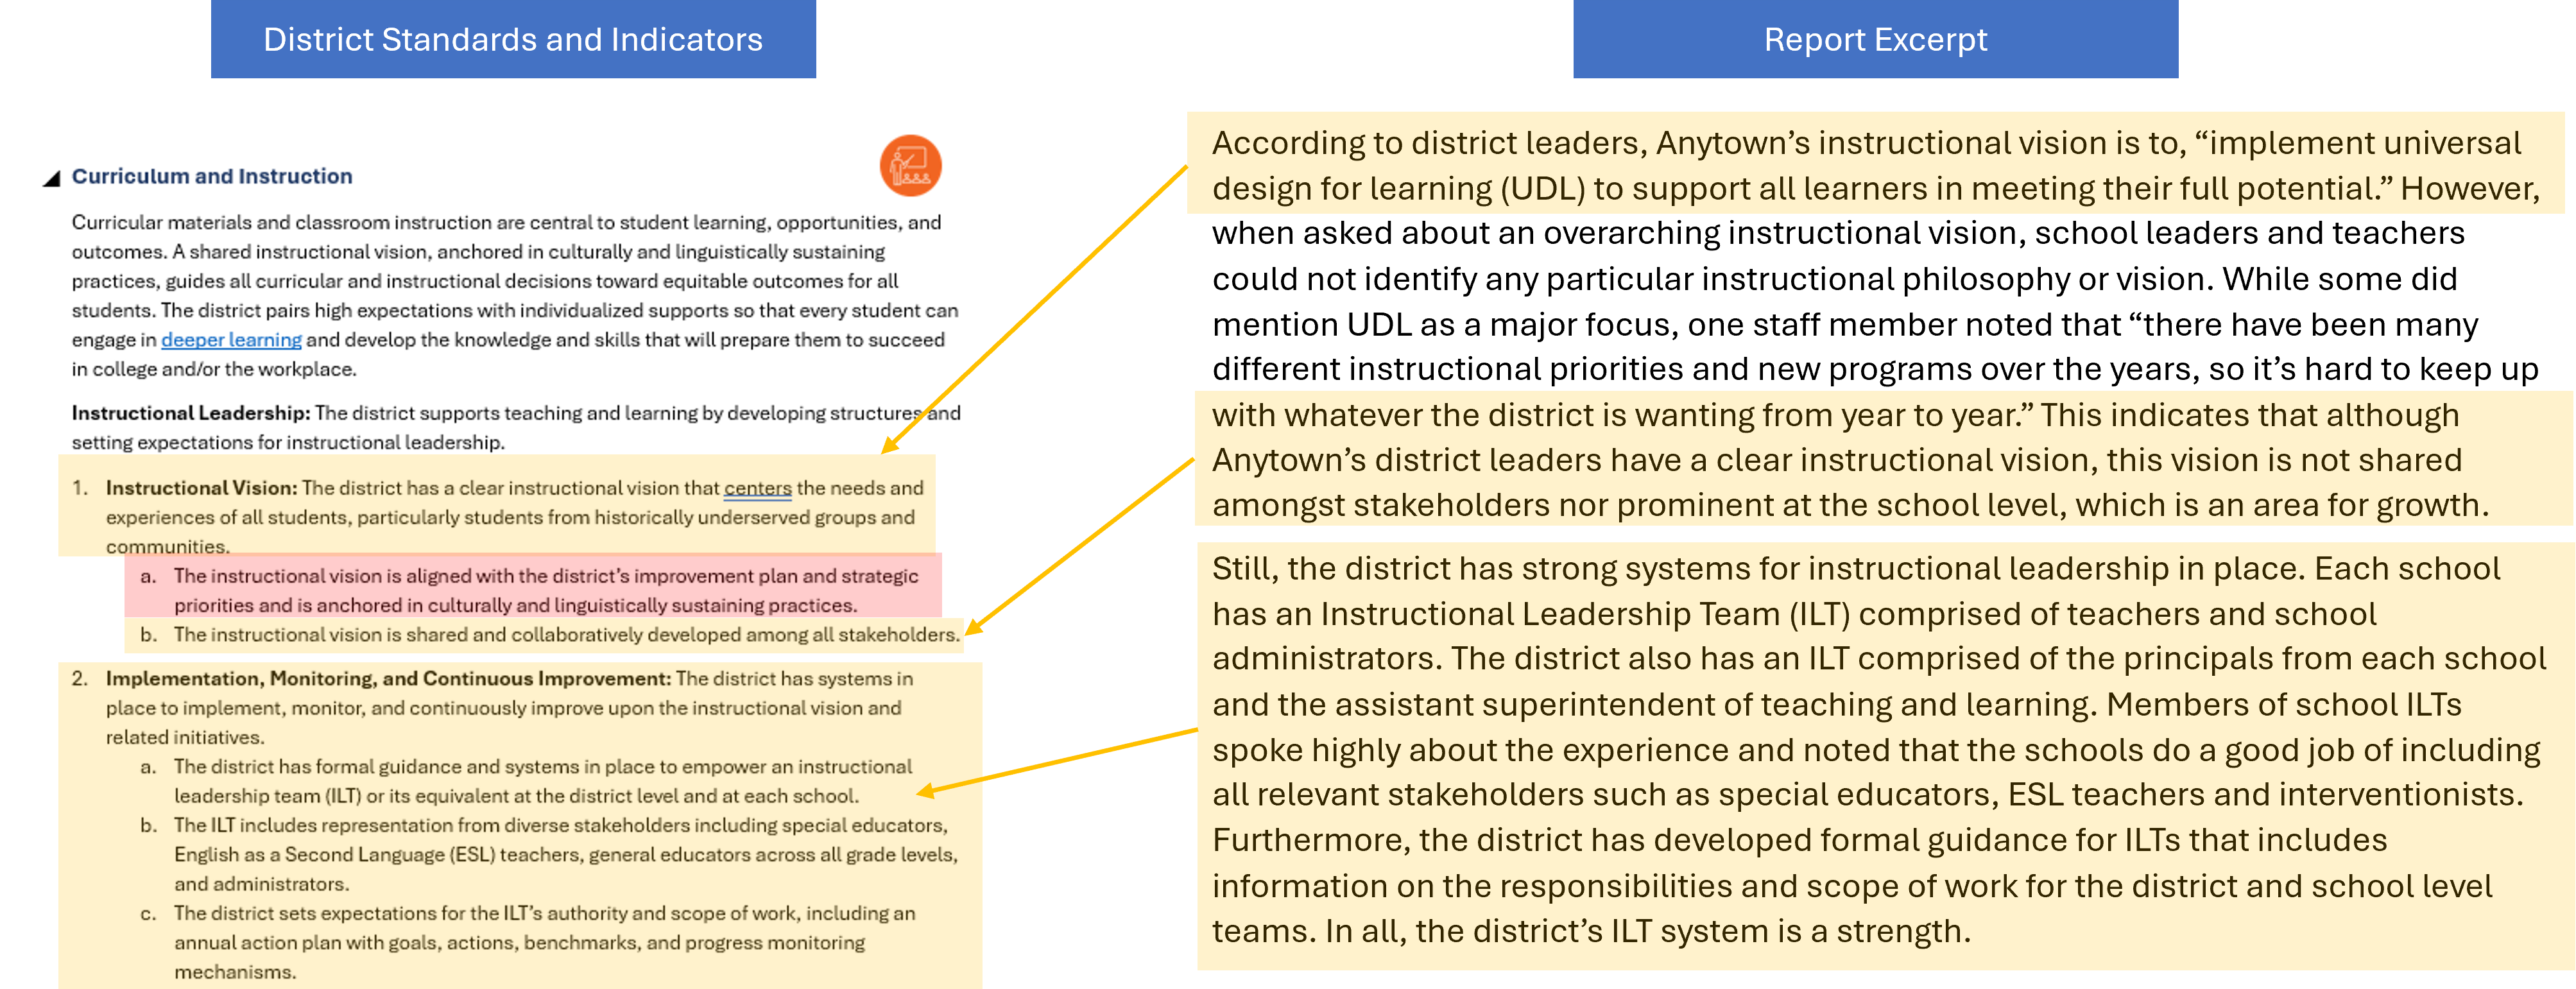 District Standards and Indicators
Curriculum and Instruction
Curricular materials and classroom instruction are central to student learning, opportunities, and
outcomes. A shared instructional vision, anchored in culturally and linguistically sustaining
practices, guides all curricular and instructional decisions toward equitable outcomes for all
students. The district pairs high expectations with individualized supports so that every student can
engage in deeper learning and develop the knowledge and skills that will prepare them to succeed
in college and/or the workplace.
Instructional Leadership: The district supports teaching and learning by developing structures and
setting expectations for instructional leadership.
1. Instructional Vision: The district has a clear instructional vision that centers the needs and
experiences of all students, particularly students from historically underserved groups and
communities.
a. The instructional vision is aligned with the district's improvement plan and strategic
priorities and is anchored in culturally and linguistically sustaining practices.
b. The instructional vision is shared and collaboratively developed among all stakeholders.
2. Implementation, Monitoring, and Continuous Improvement: The district has systems in
place to implement, monitor, and continuously improve upon the instructional vision and
related initiatives.
a. The district has formal guidance and systems in place to empower an instructional
leadership team (ILT) or its equivalent at the district level and at each school.
b. The ILT includes representation from diverse stakeholders including special educators,
English as a Second Language (ESL) teachers, general educators across all grade levels,
and administrators.
c. The district sets expectations for the ILT's authority and scope of work, including an
annual action plan with goals, actions, benchmarks, and progress monitoring
mechanisms.
Report Excerpt
According to district leaders, Anytown’s instructional vision is to, “implement universal
design for learning (UDL) to support all learners in meeting their full potential.” However,
when asked about an overarching instructional vision, school leaders and teachers
could not identify any particular instructional philosophy or vision. While some did
mention UDL as a major focus, one staff member noted that “there have been many
different instructional priorities and new programs over the years, so it’s hard to keep up
with whatever the district is wanting from year to year.” This indicates that although
Anytown’s district leaders have a clear instructional vision, this vision is not shared
amongst stakeholders nor prominent at the school level, which is an area for growth.
Still, the district has strong systems for instructional leadership in place. Each school
has an Instructional Leadership Team (ILT) comprised of teachers and school
administrators. The district also has an ILT comprised of the principals from each school
and the assistant superintendent of teaching and learning. Members of school ILTs
spoke highly about the experience and noted that the schools do a good job of including
all relevant stakeholders such as special educators, ESL teachers and interventionists.
Furthermore, the district has developed formal guidance for ILTs that includes
information on the responsibilities and scope of work for the district and school level
teams. In all, the district’s ILT system is a strength.